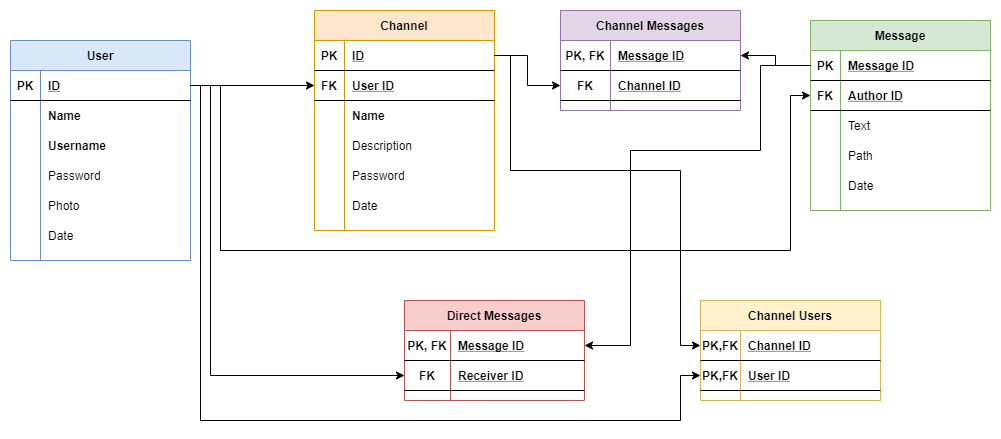 User
PK ID
Name
Username
Password
Photo
Date
Channel
PK ID
FK User ID
Name
Description
Password
Date
Channel Messages
PK, FK Message ID
FK Channel ID
Message
PK Message ID
FK Author ID
Text
Path
Date
Direct Messages
PK, FK Message ID
FK Receiver ID
Channel Users
PK,FK Channel ID
PK,FK User ID